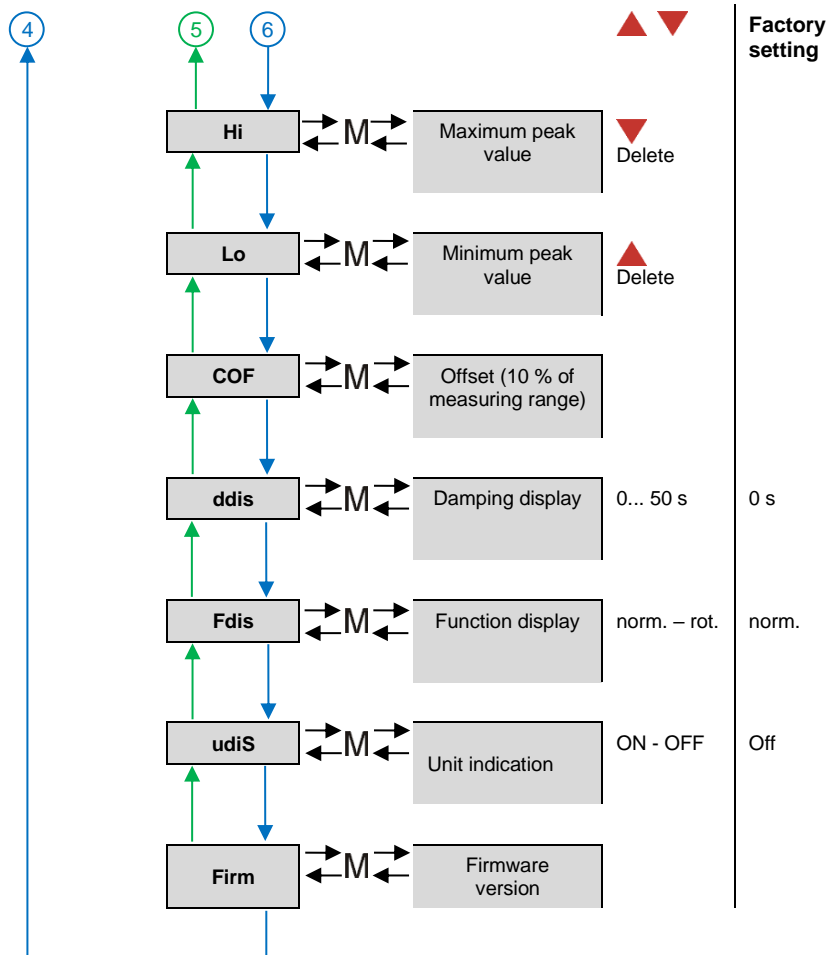 4 5 6 Factory
setting
Hi M Maximum peak
value
Delete
Lo M Minimum peak
value
Delete
COF M Offset (10 % of
measuring range)
ddis M Damping display 0... 50 s 0 s
Fdis M Function display norm. – rot. norm.
udiS M Unit indication ON - OFF Off
Firm M Firmware
version